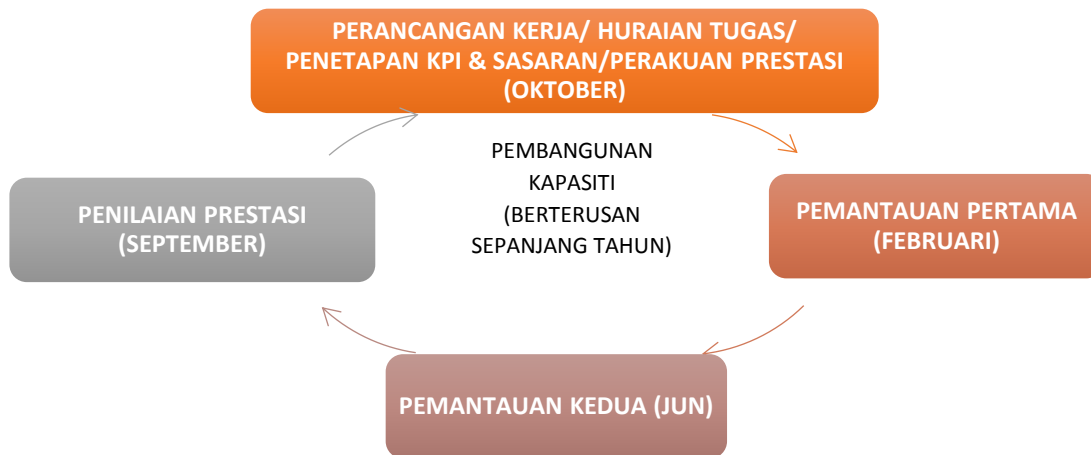 PERANCANGAN KERJA/ HURAIAN TUGAS/
PENETAPAN KPI & SASARAN/PERAKUAN PRESTASI
(OKTOBER)
PEMBANGUNAN
KAPASITI
(BERTERUSAN
SEPANJANG TAHUN)
PENILAIAN PRESTASI
(SEPTEMBER)
PEMANTAUAN PERTAMA
(FEBRUARI)
PEMANTAUAN KEDUA (JUN)